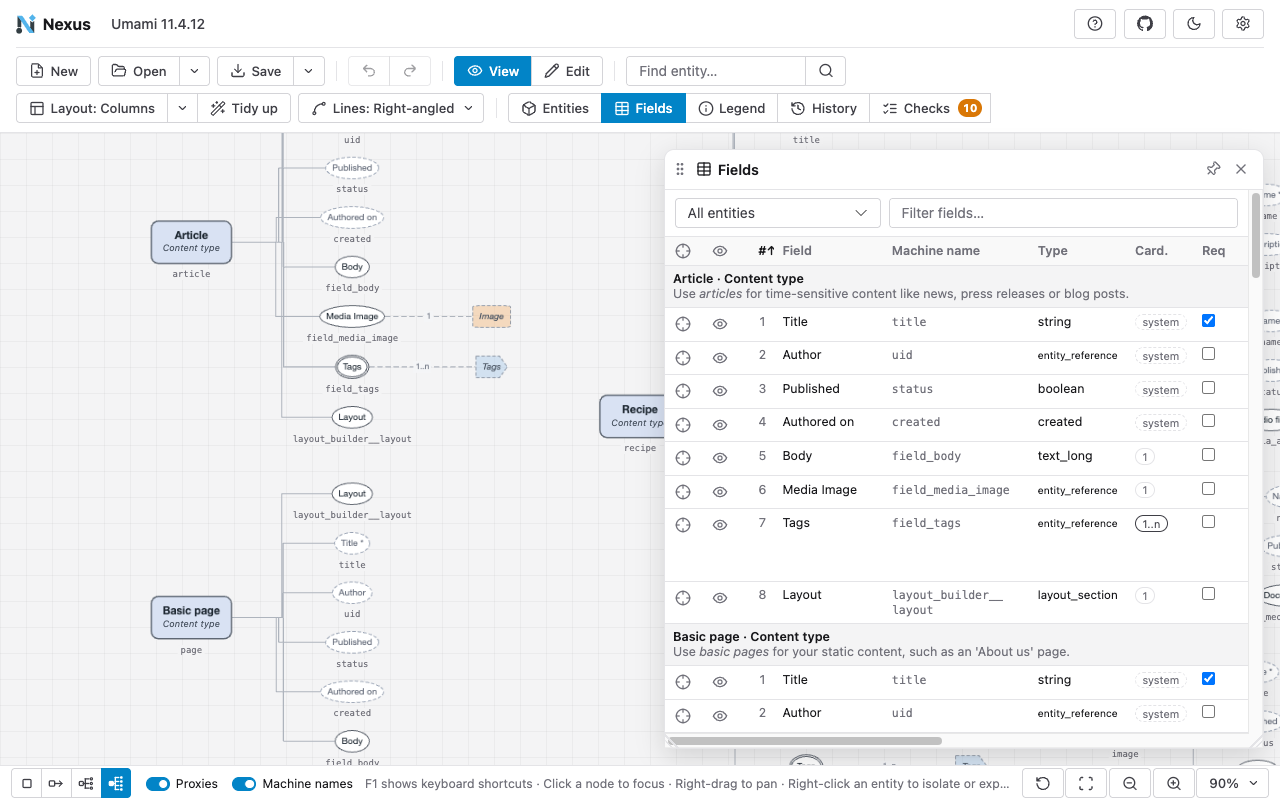 Nexus Umami 11.4.12
New Open Save View Edit Find entity...
Layout: Columns Tidy up Lines: Right-angled Entities Fields Legend History Checks 10
uid
Published
status
Authored on
created
Article
Content type
article
Body
field_body
Media Image 1 Image
field_media_image
Tags 1..n Tags
field_tags
Layout
layout_builder__layout
Layout
layout_builder__layout
Title *
title
Author
uid
Basic page
Content type
page
Published
status
Authored on
created
Body
field_body
title
Recipe
Content type
recipe
Fields
All entities Filter fields...
#↑ Field Machine name Type Card. Req
Article · Content type
Use articles for time-sensitive content like news, press releases or blog posts.
1 Title title string system
2 Author uid entity_reference system
3 Published status boolean system
4 Authored on created created system
5 Body field_body text_long 1
6 Media Image field_media_image entity_reference 1
7 Tags field_tags entity_reference 1..n
8 Layout layout_builder__ layout_section 1
layout
Basic page · Content type
Use basic pages for your static content, such as an 'About us' page.
1 Title title string system
2 Author uid entity_reference system
image
Proxies Machine names F1 shows keyboard shortcuts · Click a node to focus · Right-drag to pan · Right-click an entity to isolate or exp... 90%